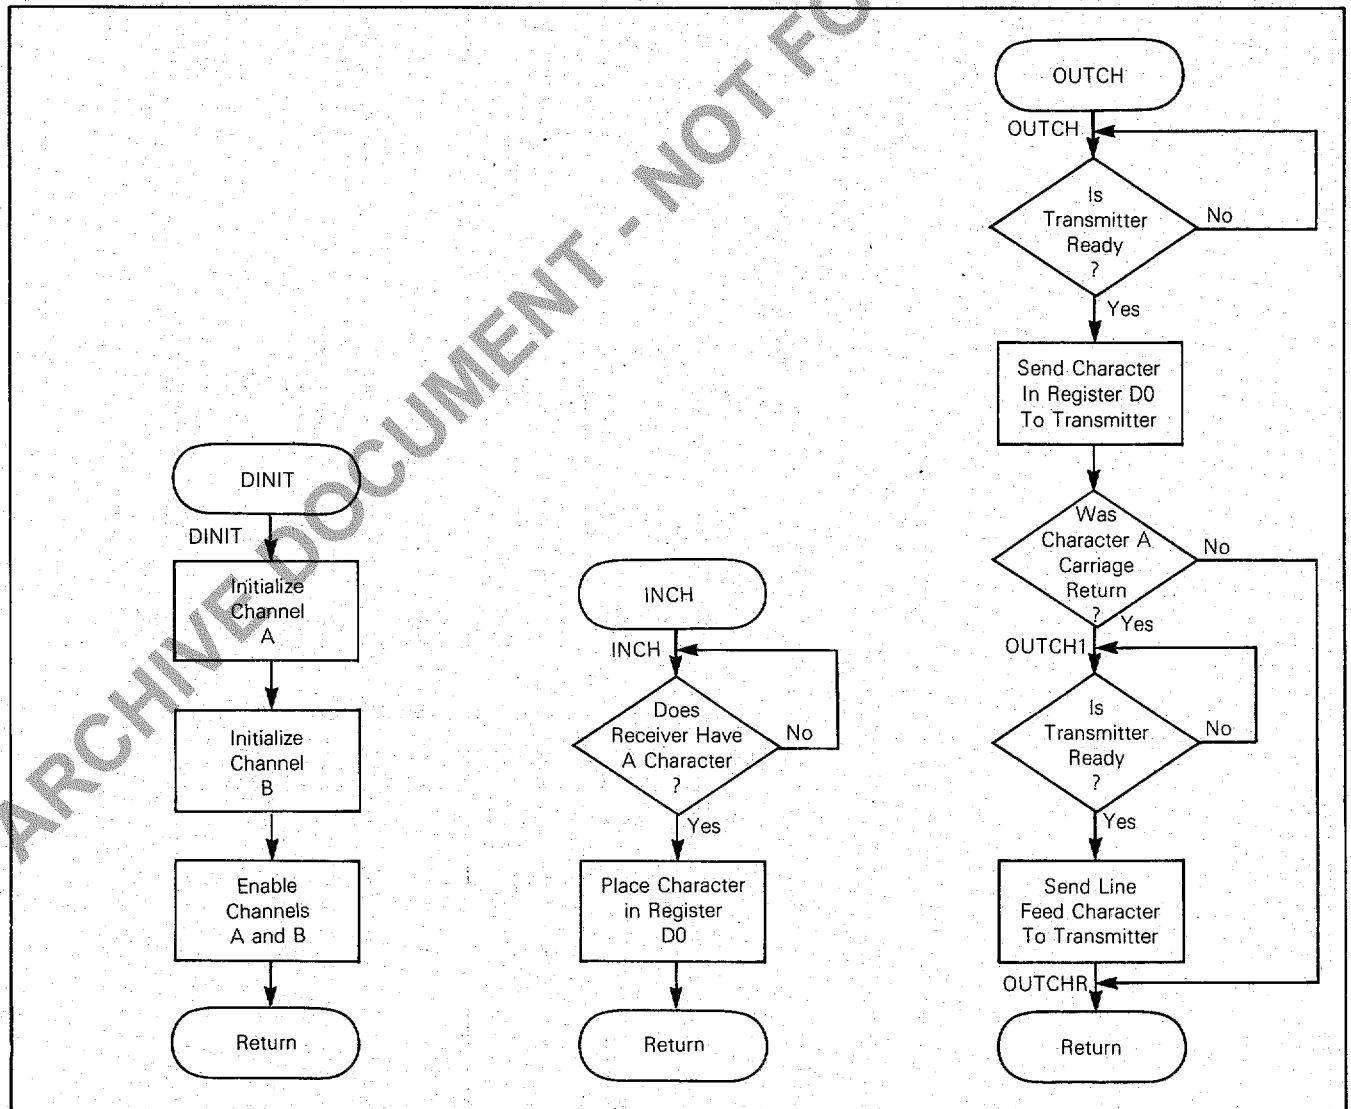 ARCHIVE DOCUMENT - NOT FO
DINIT
DINIT
Initialize
Channel
A
Initialize
Channel
B
Enable
Channels
A and B
Return
INCH
INCH
Does
Receiver Have
A Character
?
No
Yes
Place Character
in Register
D0
Return
OUTCH
OUTCH
Is
Transmitter
Ready
?
No
Yes
Send Character
In Register D0
To Transmitter
Was
Character A
Carriage
Return
?
No
Yes
OUTCH1
Is
Transmitter
Ready
?
No
Yes
Send Line
Feed Character
To Transmitter
OUTCHR
Return